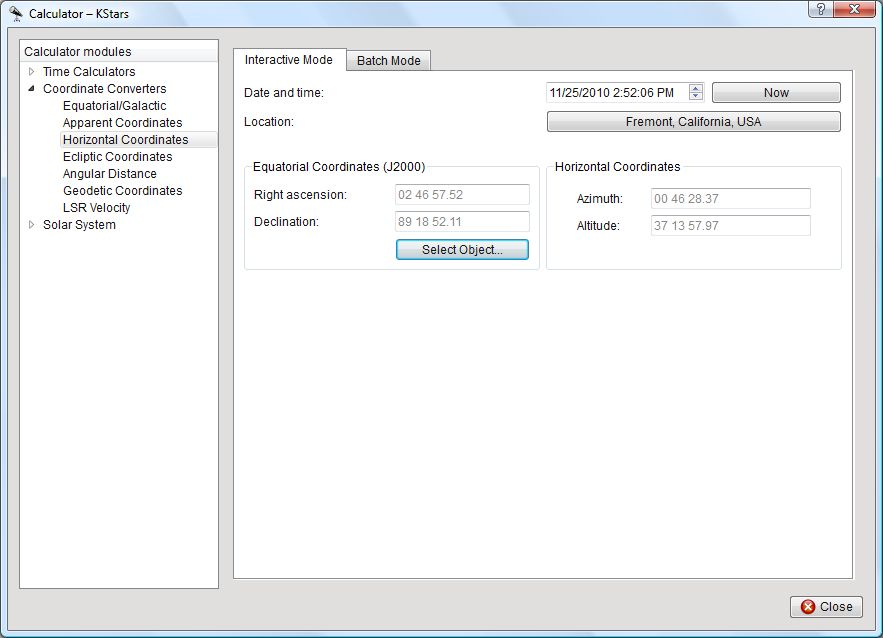 Calculator – KStars
Calculator modules
Time Calculators
Coordinate Converters
Equatorial/Galactic
Apparent Coordinates
Horizontal Coordinates
Ecliptic Coordinates
Angular Distance
Geodetic Coordinates
LSR Velocity
Solar System
Interactive Mode Batch Mode
Date and time: 11/25/2010 2:52:06 PM Now
Location: Fremont, California, USA
Equatorial Coordinates (J2000)
Right ascension: 02 46 57.52
Declination: 89 18 52.11
Select Object...
Horizontal Coordinates
Azimuth: 00 46 28.37
Altitude: 37 13 57.97
Close